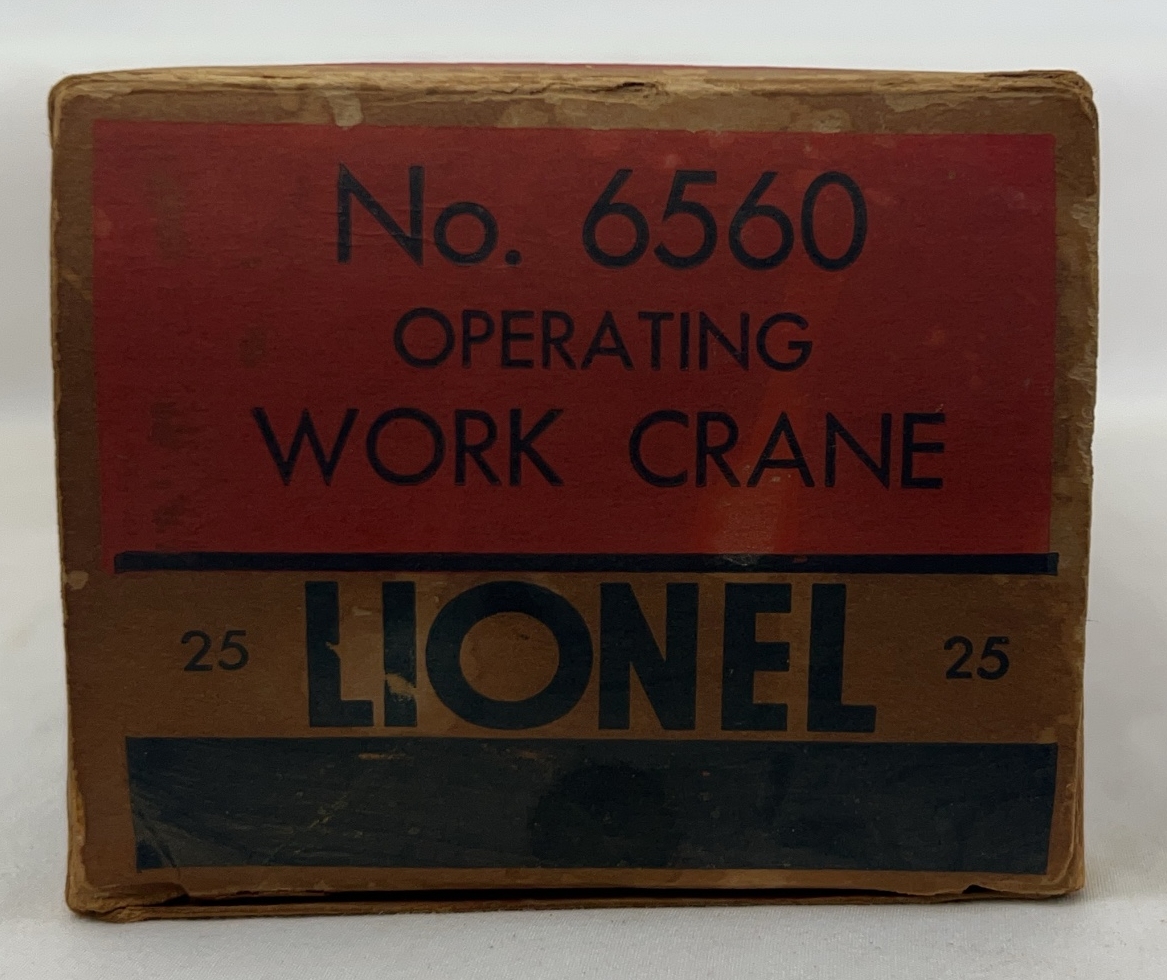 No. 6560
OPERATING
WORK CRANE
25 LIONEL 25